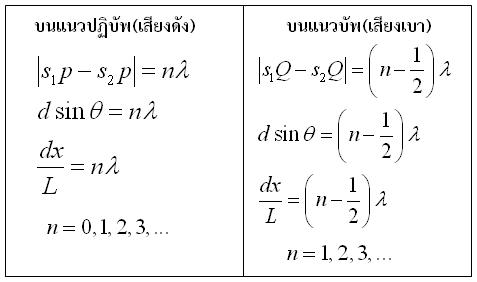 บนแนวปฏิบัพ(เสียงดัง)
|s₁p − s₂p| = nλ
d sin θ = nλ
dx/L = nλ
n = 0,1,2,3,...
บนแนวบัพ(เสียงเบา)
|s₁Q − s₂Q| = (n − 1/2) λ
d sin θ = (n − 1/2) λ
dx/L = (n − 1/2) λ
n = 1,2,3,...